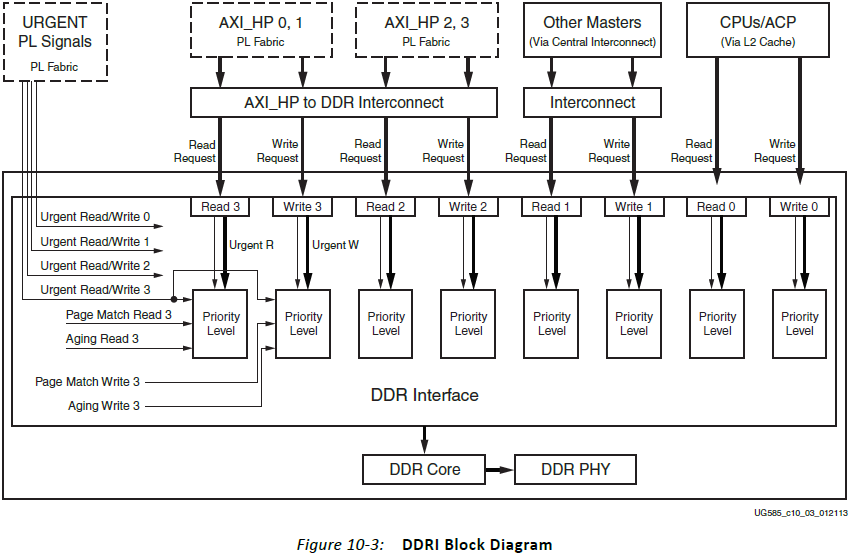 URGENT
PL Signals
PL Fabric
AXI_HP 0, 1
PL Fabric
AXI_HP 2, 3
PL Fabric
Other Masters
(Via Central Interconnect)
CPUs/ACP
(Via L2 Cache)
AXI_HP to DDR Interconnect
Interconnect
Read
Request
Write
Request
Read
Request
Write
Request
Read
Request
Write
Request
Read
Request
Write
Request
Read 3
Write 3
Read 2
Write 2
Read 1
Write 1
Read 0
Write 0
Urgent Read/Write 0
Urgent Read/Write 1
Urgent Read/Write 2
Urgent Read/Write 3
Urgent R
Urgent W
Page Match Read 3
Aging Read 3
Priority
Level
Priority
Level
Priority
Level
Priority
Level
Priority
Level
Priority
Level
Priority
Level
Priority
Level
Page Match Write 3
Aging Write 3
DDR Interface
DDR Core
DDR PHY
UG585_c10_03_012113
Figure 10-3: DDRI Block Diagram